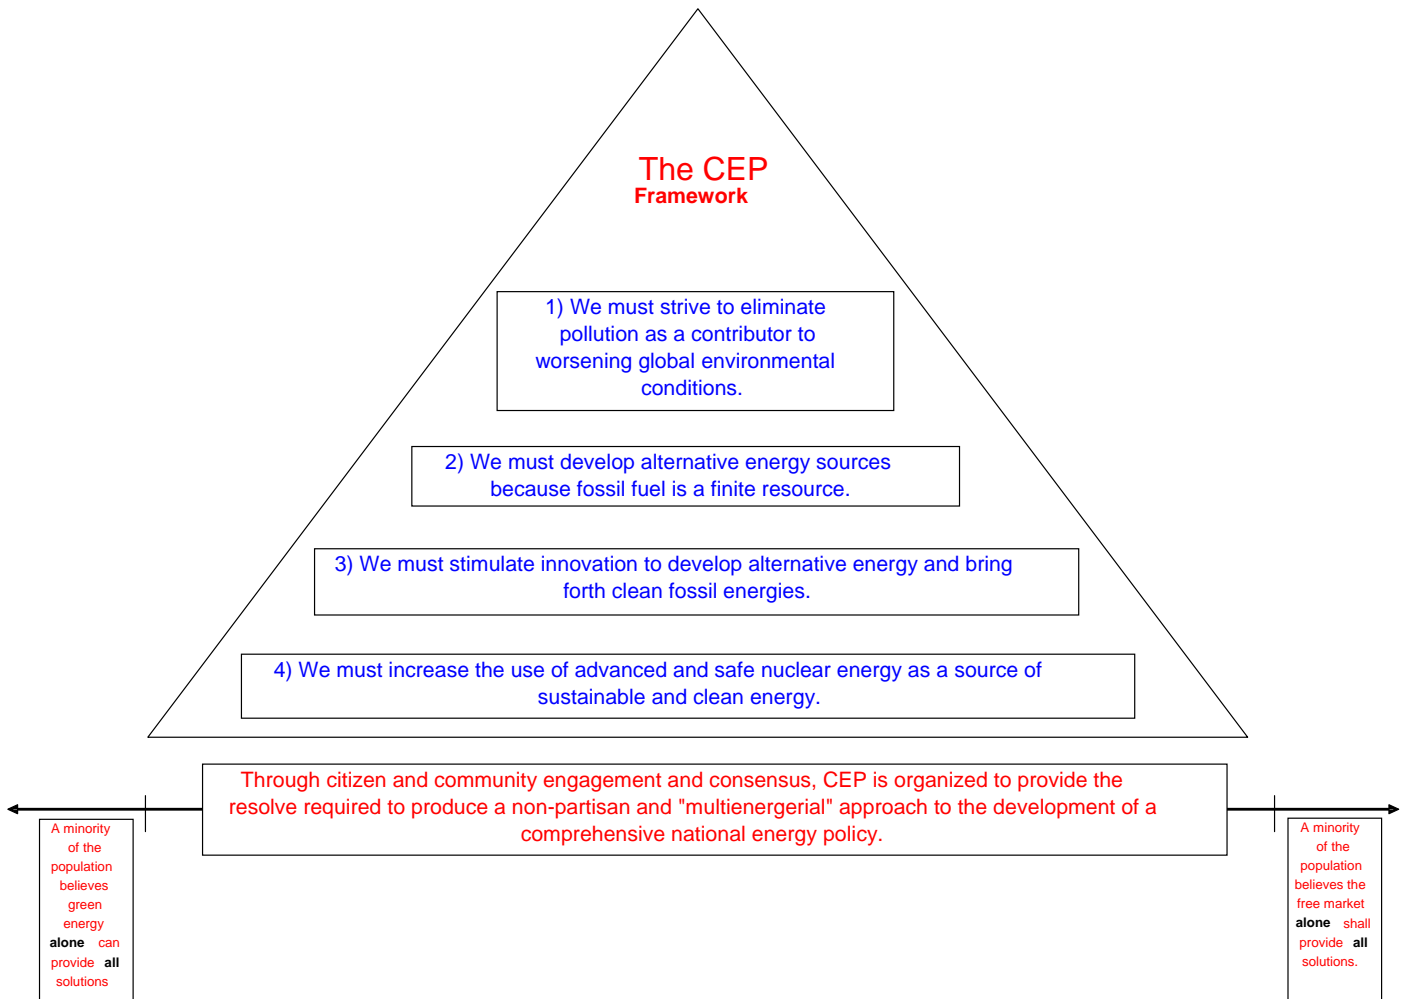 The CEP
Framework
1) We must strive to eliminate
pollution as a contributor to
worsening global environmental
conditions.
2) We must develop alternative energy sources
because fossil fuel is a finite resource.
3) We must stimulate innovation to develop alternative energy and bring
forth clean fossil energies.
4) We must increase the use of advanced and safe nuclear energy as a source of
sustainable and clean energy.
Through citizen and community engagement and consensus, CEP is organized to provide the
resolve required to produce a non-partisan and "multienergerial" approach to the development of a
comprehensive national energy policy.
A minority
of the
population
believes
green
energy
alone can
provide all
solutions
A minority
of the
population
believes the
free market
alone shall
provide all
solutions.